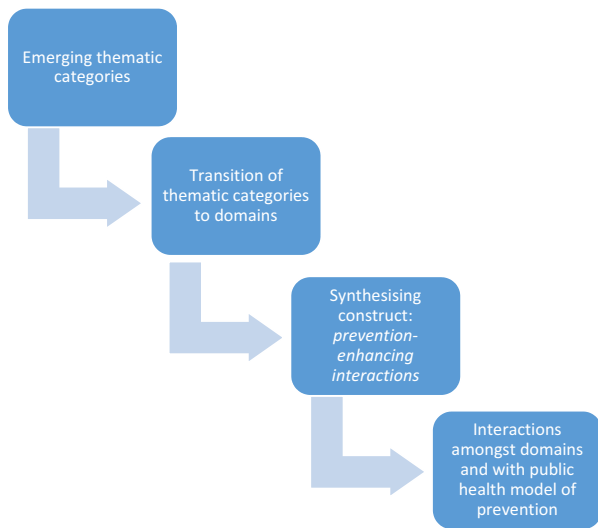 Emerging thematic
categories
Transition of
thematic categories
to domains
Synthesising
construct:
prevention-
enhancing
interactions
Interactions
amongst domains
and with public
health model of
prevention